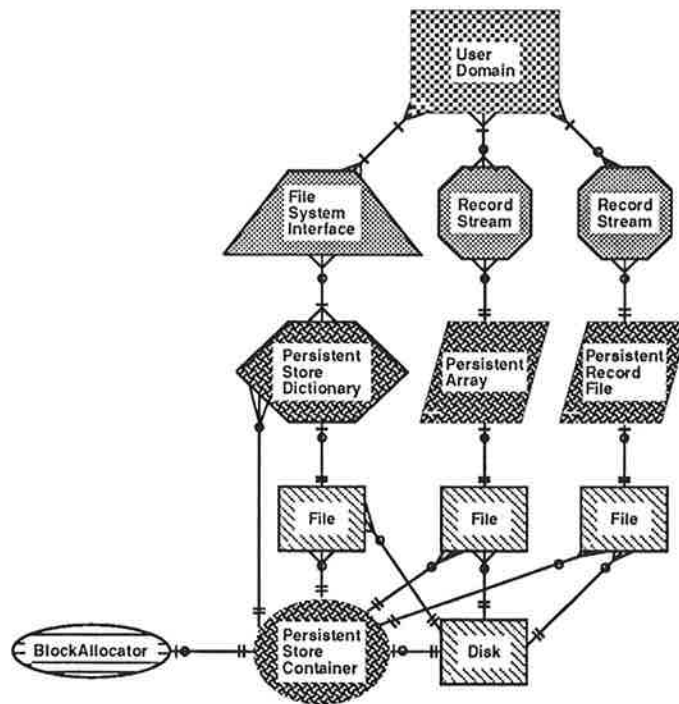 User
Domain
File
System
Interface
Record
Stream
Record
Stream
Persistent
Store
Dictionary
Persistent
Array
Persistent
Record
File
File
File
File
BlockAllocator
Persistent
Store
Container
Disk